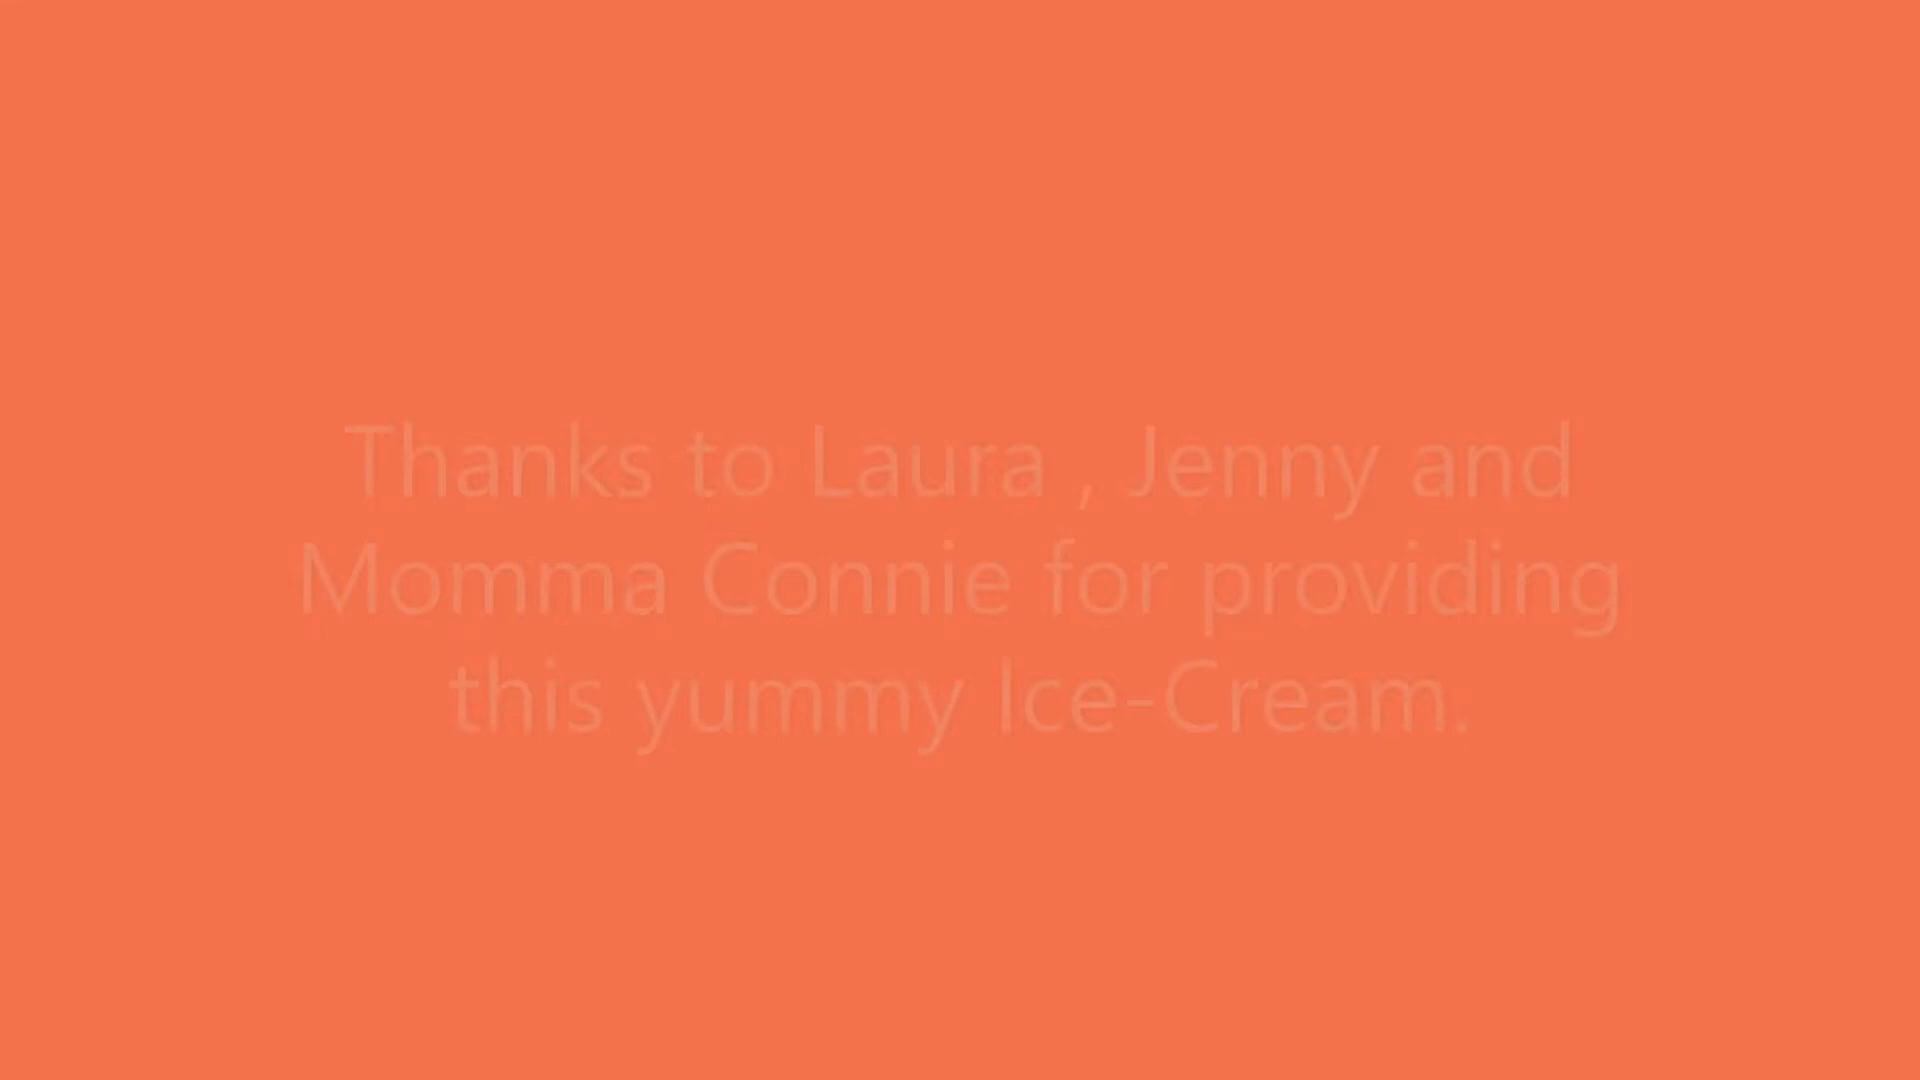 Thanks to Laura , Jenny and
Momma Connie for providing
this yummy Ice-Cream.